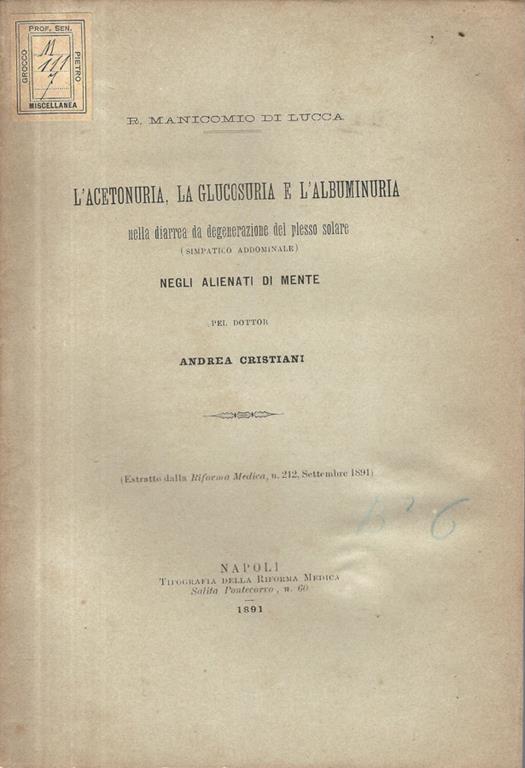 PROF. SEN.
GROCCO
PIETRO
M
111
7
MISCELLANEA
R. MANICOMIO DI LUCCA
L'ACETONURIA, LA GLUCOSURIA E L'ALBUMINURIA
nella diarrea da degenerazione del plesso solare
(SIMPATICO ADDOMINALE)
NEGLI ALIENATI DI MENTE
PEL DOTTOR
ANDREA CRISTIANI
(Estratto dalla Riforma Medica, n. 212, Settembre 1891)
NAPOLI
TIPOGRAFIA DELLA RIFORMA MEDICA
Salita Pontecorvo, n. 60
1891